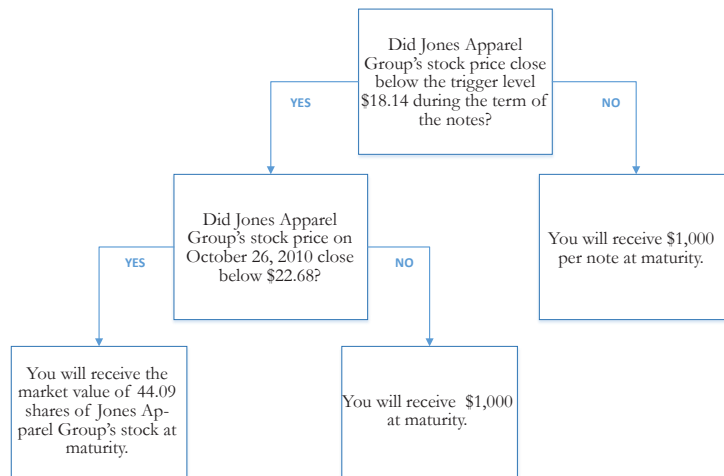 Did Jones Apparel
Group's stock price close
below the trigger level
$18.14 during the term of
the notes?
YES
NO
Did Jones Apparel
Group's stock price on
October 26, 2010 close
below $22.68?
You will receive $1,000
per note at maturity.
YES
NO
You will receive the
market value of 44.09
shares of Jones Ap-
parel Group's stock at
maturity.
You will receive $1,000
at maturity.